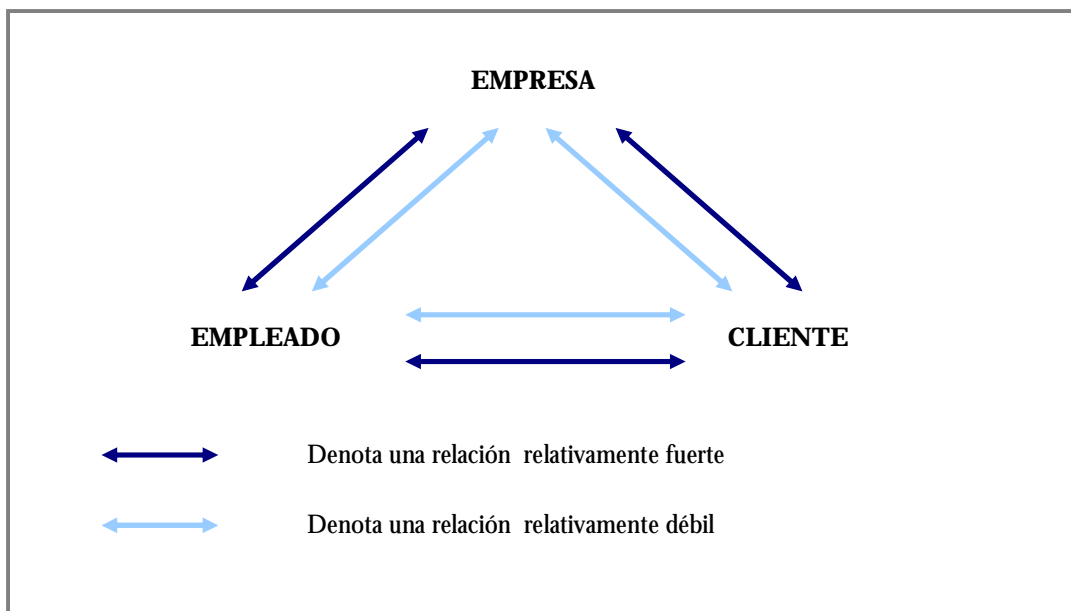 EMPRESA
EMPLEADO
CLIENTE
Denota una relación relativamente fuerte
Denota una relación relativamente débil